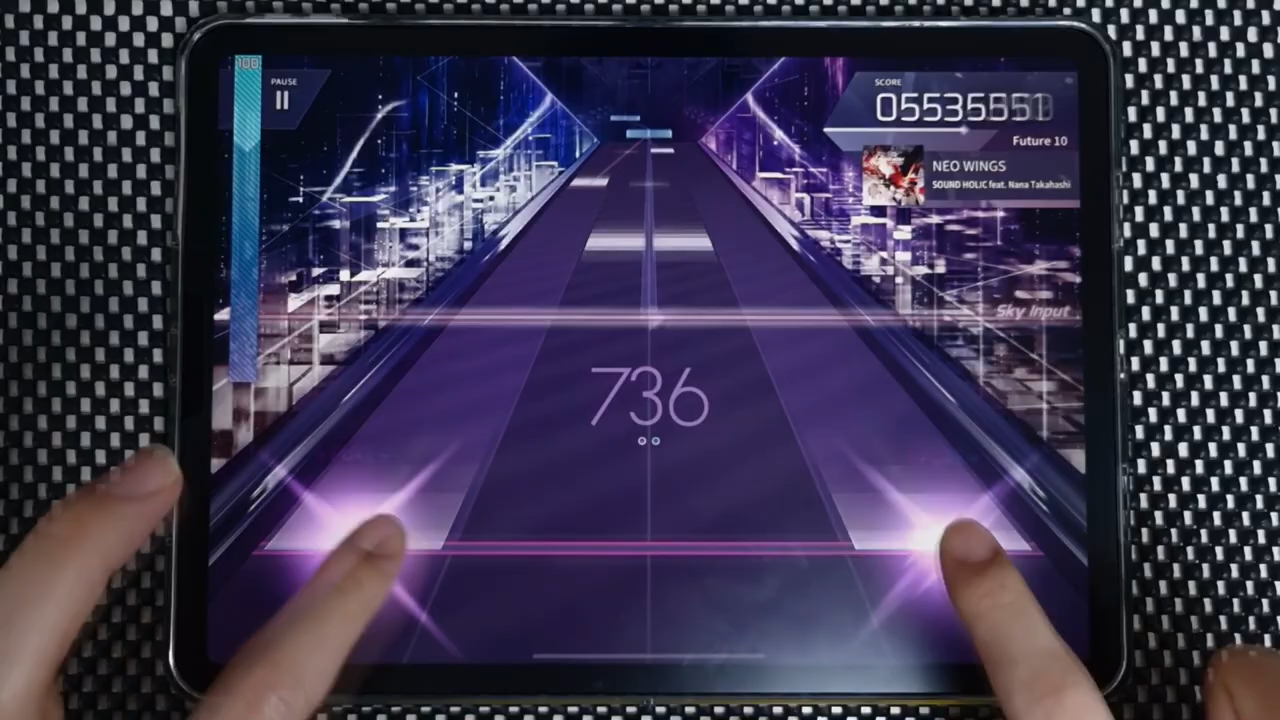 100
PAUSE
SCORE
Future 10
NEO WINGS
SOUND HOLIC feat. Nana Takahashi
Sky Input
736